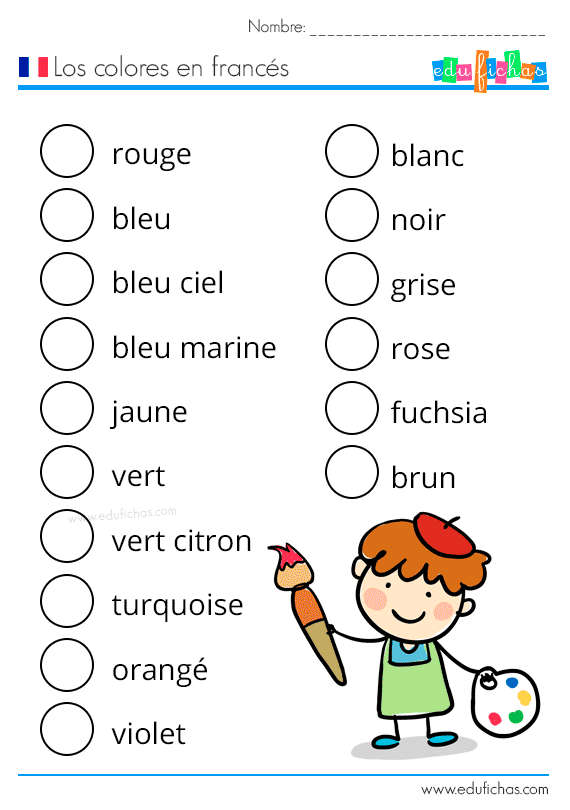 Nombre:___________________________
Los colores en francés
edufichas
rouge
bleu
bleu ciel
bleu marine
jaune
vert
www.edufichas.com
vert citron
turquoise
orangé
violet
blanc
noir
grise
rose
fuchsia
brun
www.edufichas.com